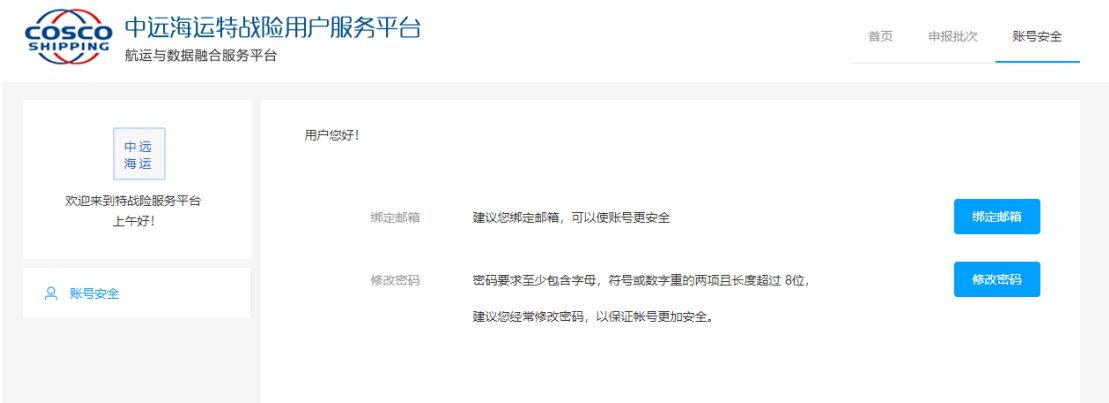 COSCO
SHIPPING
中远海运特战险用户服务平台
航运与数据融合服务平台
首页 申报批次 账号安全
中远
海运
欢迎来到特战险服务平台
上午好！
账号安全
用户您好！
绑定邮箱 建议您绑定邮箱，可以使账号更安全 绑定邮箱
修改密码 密码要求至少包含字母，符号或数字重的两项且长度超过 8位， 修改密码
建议您经常修改密码，以保证帐号更加安全。